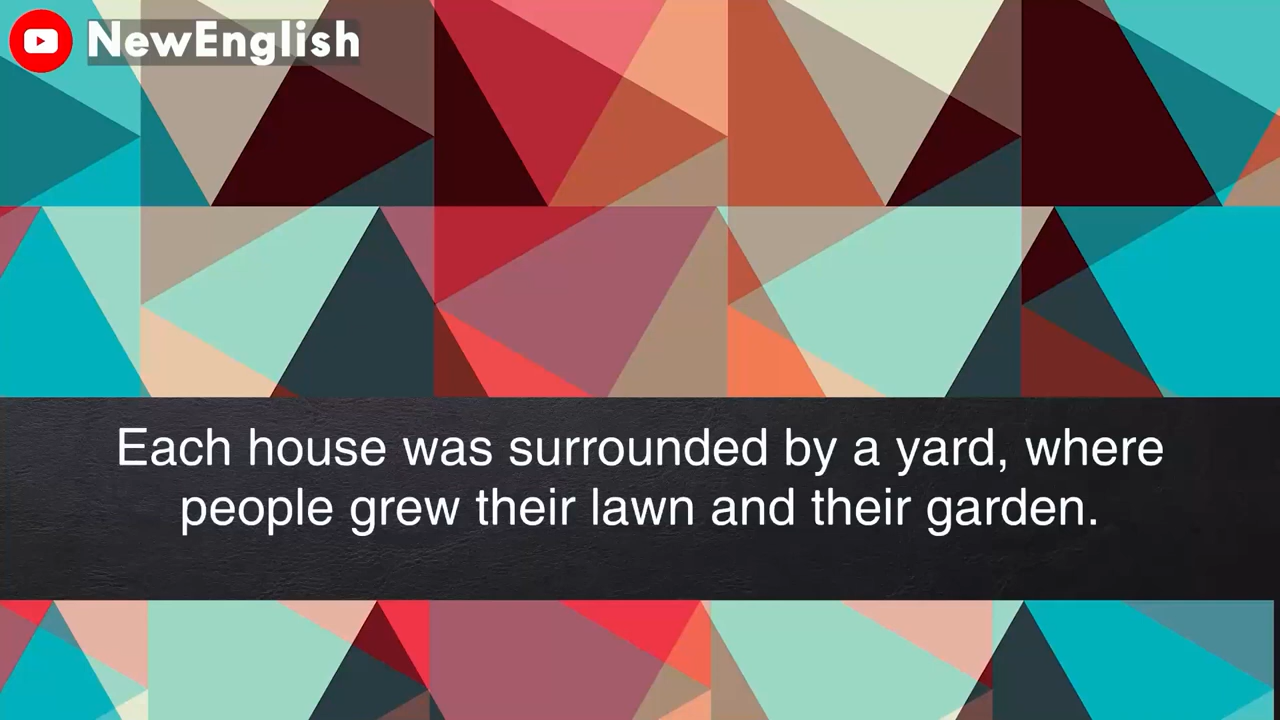 NewEnglish
Each house was surrounded by a yard, where
people grew their lawn and their garden.